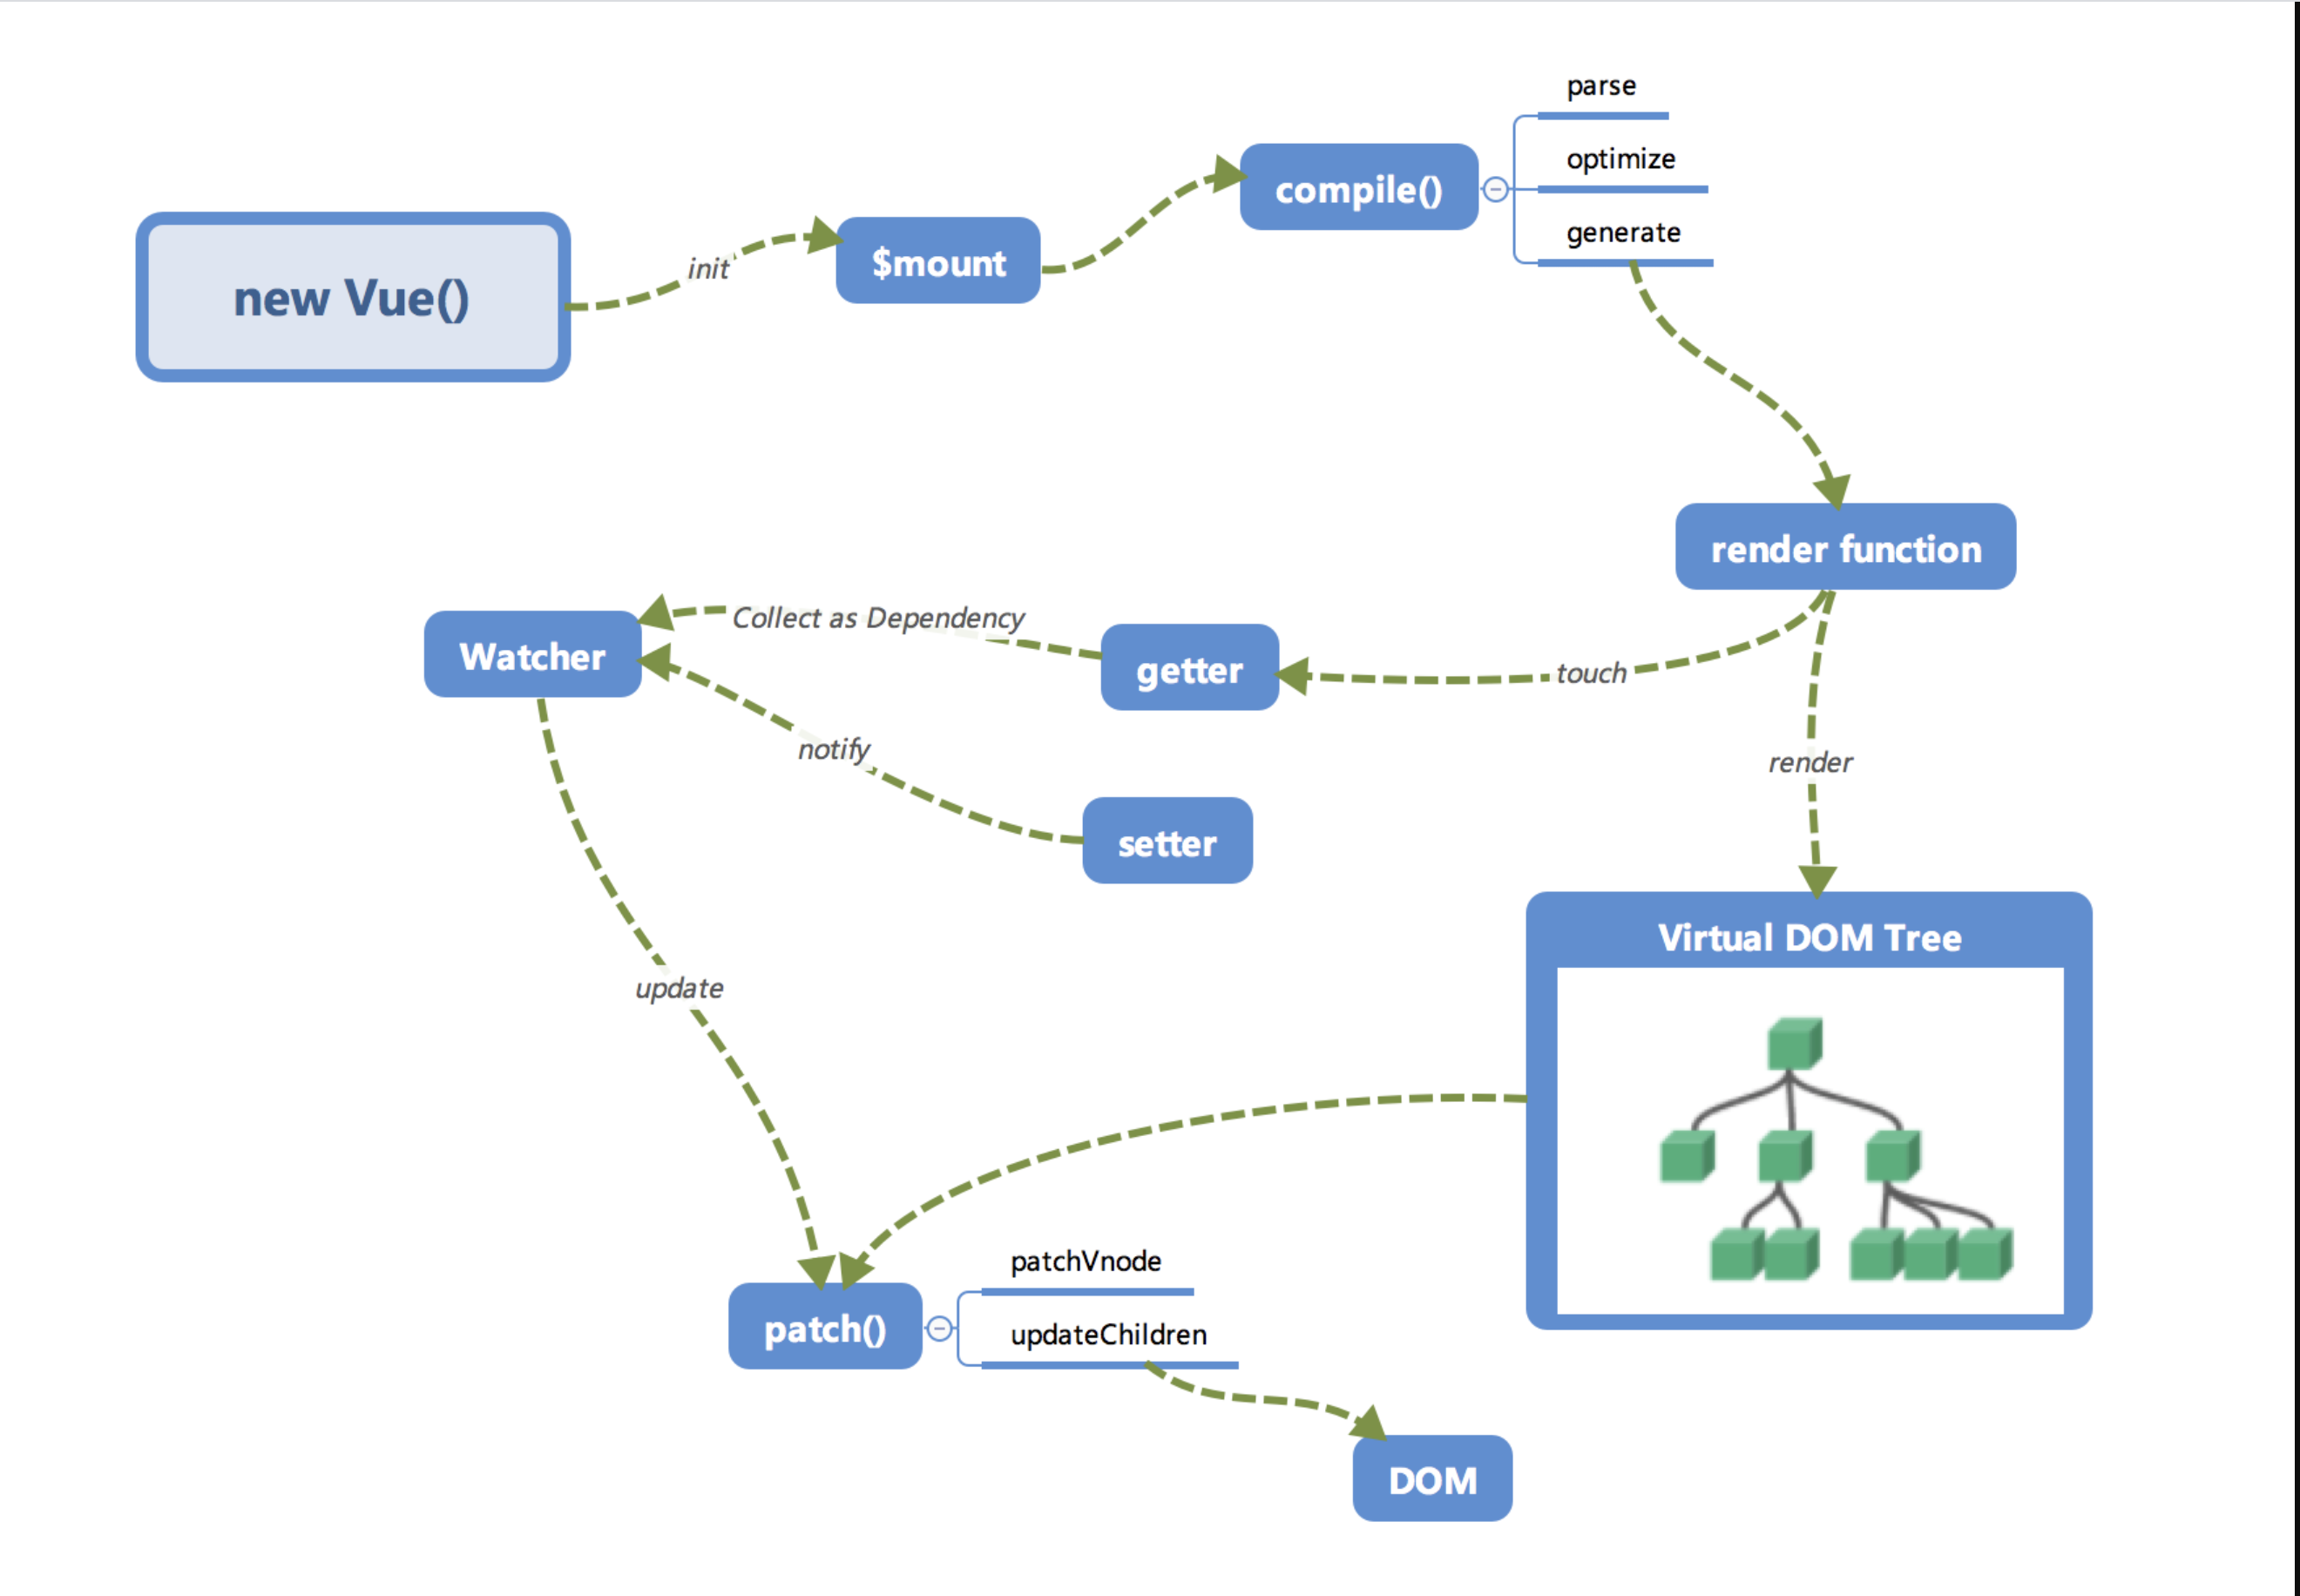 parse
optimize
compile()
generate
$mount
init
new Vue()
render function
Collect as Dependency
Watcher
getter
touch
notify
render
setter
Virtual DOM Tree
update
patchVnode
patch()
updateChildren
DOM